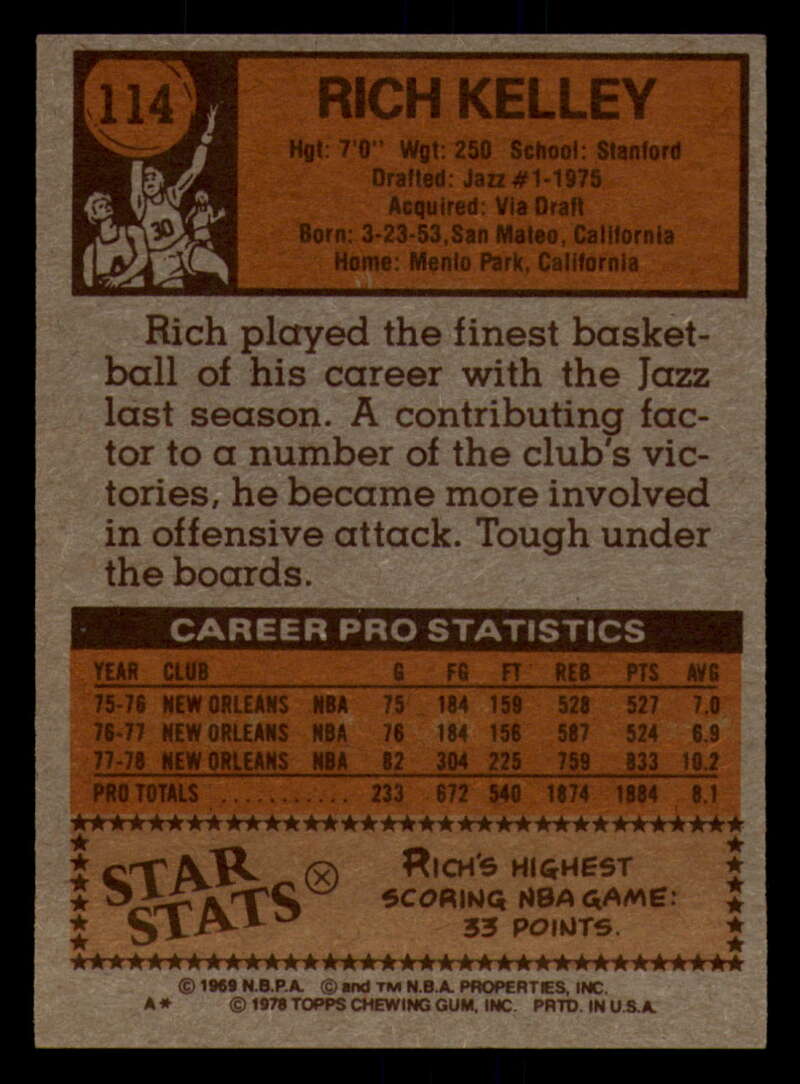 114
RICH KELLEY
Hgt: 7'0" Wgt: 250 School: Stanford
Drafted: Jazz #1-1975
Acquired: Via Draft
Born: 3-23-53, San Mateo, California
Home: Menlo Park, California
30
A
Rich played the finest basket-
ball of his career with the Jazz
last season. A contributing fac-
tor to a number of the club's vic-
tories, he became more involved
in offensive attack. Tough under
the boards.
CAREER PRO STATISTICS
YEAR CLUB G FG FT REB PTS AVG
75-76 NEW ORLEANS NBA 75 184 159 528 527 7.0
76-77 NEW ORLEANS NBA 76 184 156 587 524 6.9
77-78 NEW ORLEANS NBA 82 304 225 759 833 10.2
PRO TOTALS ............ 233 672 540 1874 1884 8.1
STAR
STATS
RICH'S HIGHEST
SCORING NBA GAME:
33 POINTS.
© 1969 N.B.P.A. © and TM N.B.A. PROPERTIES, INC.
A* © 1978 TOPPS CHEWING GUM, INC. PRTD. IN U.S.A.